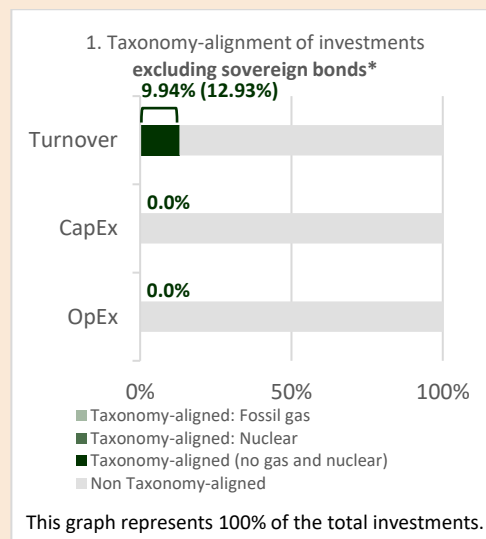 1. Taxonomy-alignment of investments
excluding sovereign bonds*
9.94% (12.93%)
Turnover
0.0%
CapEx
0.0%
OpEx
0% 50% 100%
Taxonomy-aligned: Fossil gas
Taxonomy-aligned: Nuclear
Taxonomy-aligned (no gas and nuclear)
Non Taxonomy-aligned
This graph represents 100% of the total investments.